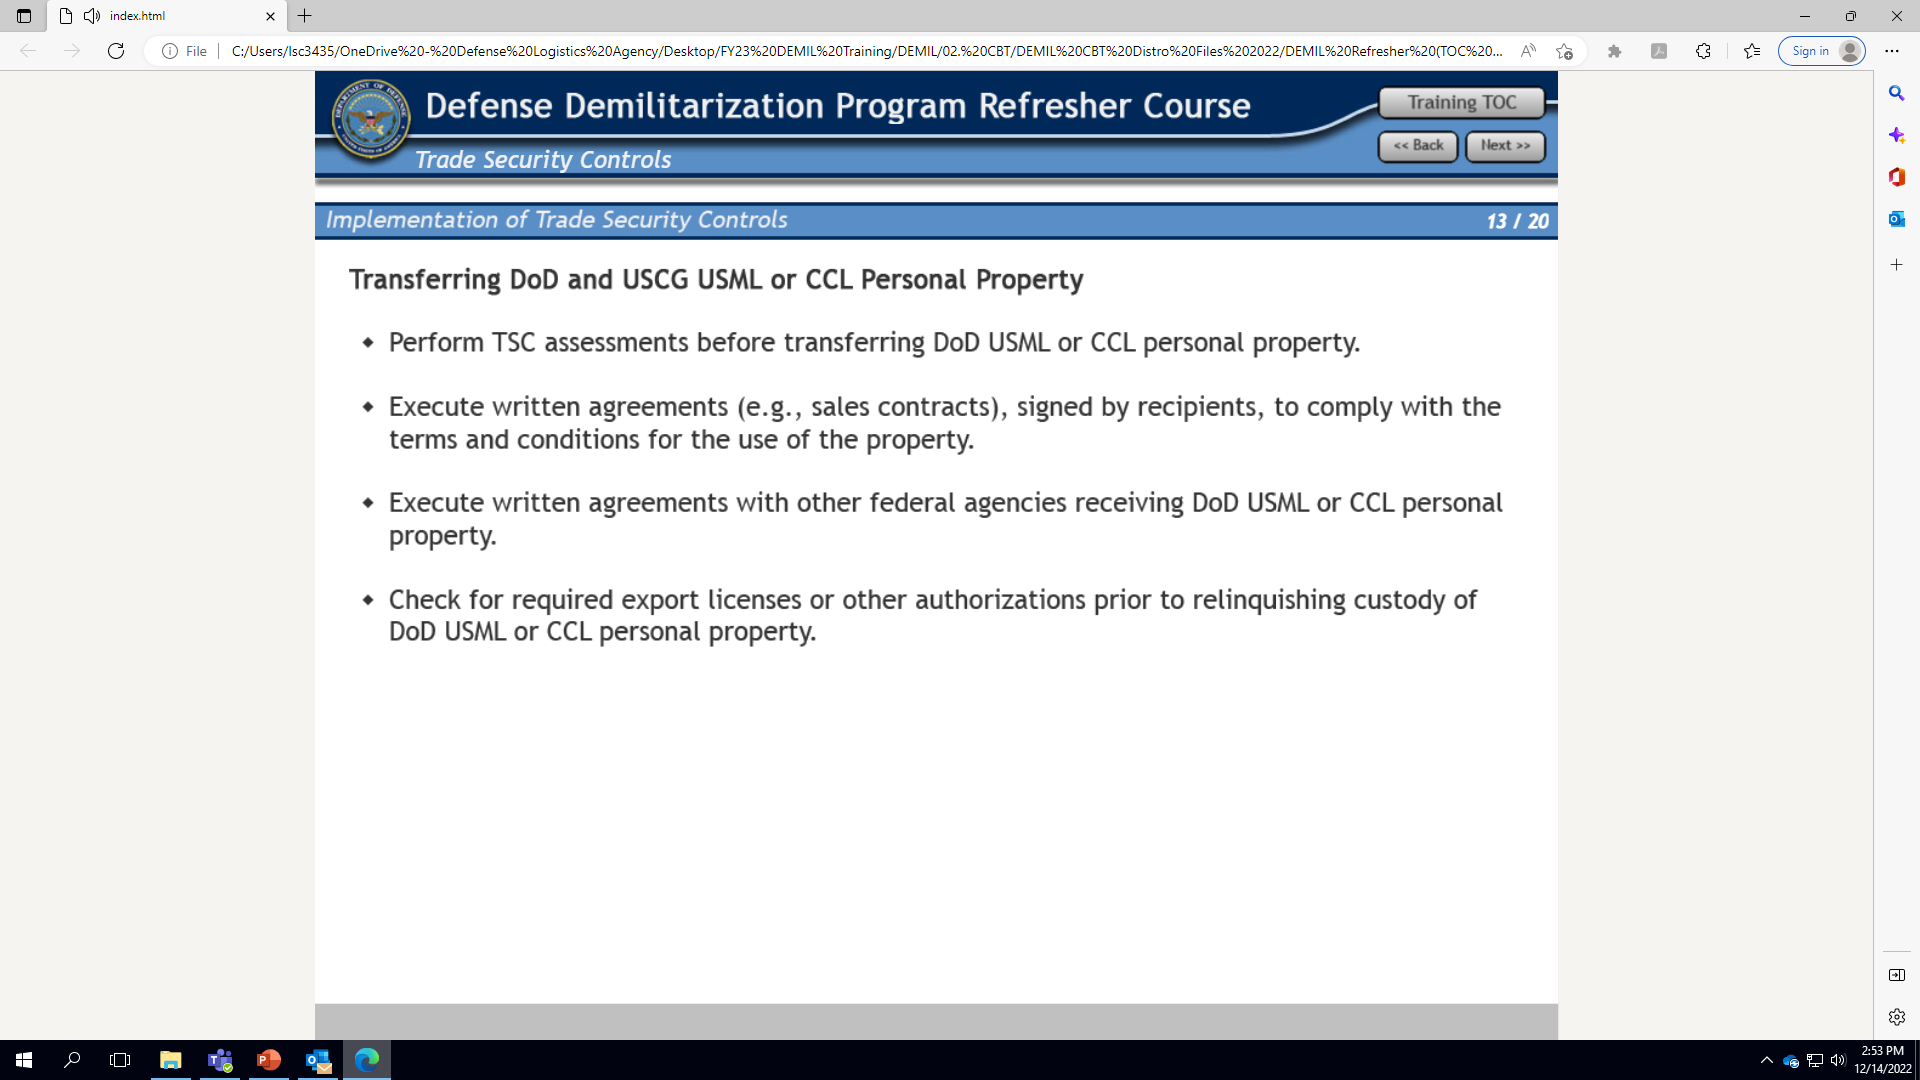 index.html
File
C:/Users/lsc3435/OneDrive%20-%20Defense%20Logistics%20Agency/Desktop/FY23%20DEMIL%20Training/DEMIL/02.%20CBT/DEMIL%20CBT%20Distro%20Files%202022/DEMIL%20Refresher%20(TOC%20...
Sign in
Defense Demilitarization Program Refresher Course
Training TOC
<< Back
Next >>
Trade Security Controls
Implementation of Trade Security Controls
13 / 20
Transferring DoD and USCG USML or CCL Personal Property
Perform TSC assessments before transferring DoD USML or CCL personal property.
Execute written agreements (e.g., sales contracts), signed by recipients, to comply with the
terms and conditions for the use of the property.
Execute written agreements with other federal agencies receiving DoD USML or CCL personal
property.
Check for required export licenses or other authorizations prior to relinquishing custody of
DoD USML or CCL personal property.
2:53 PM
12/14/2022